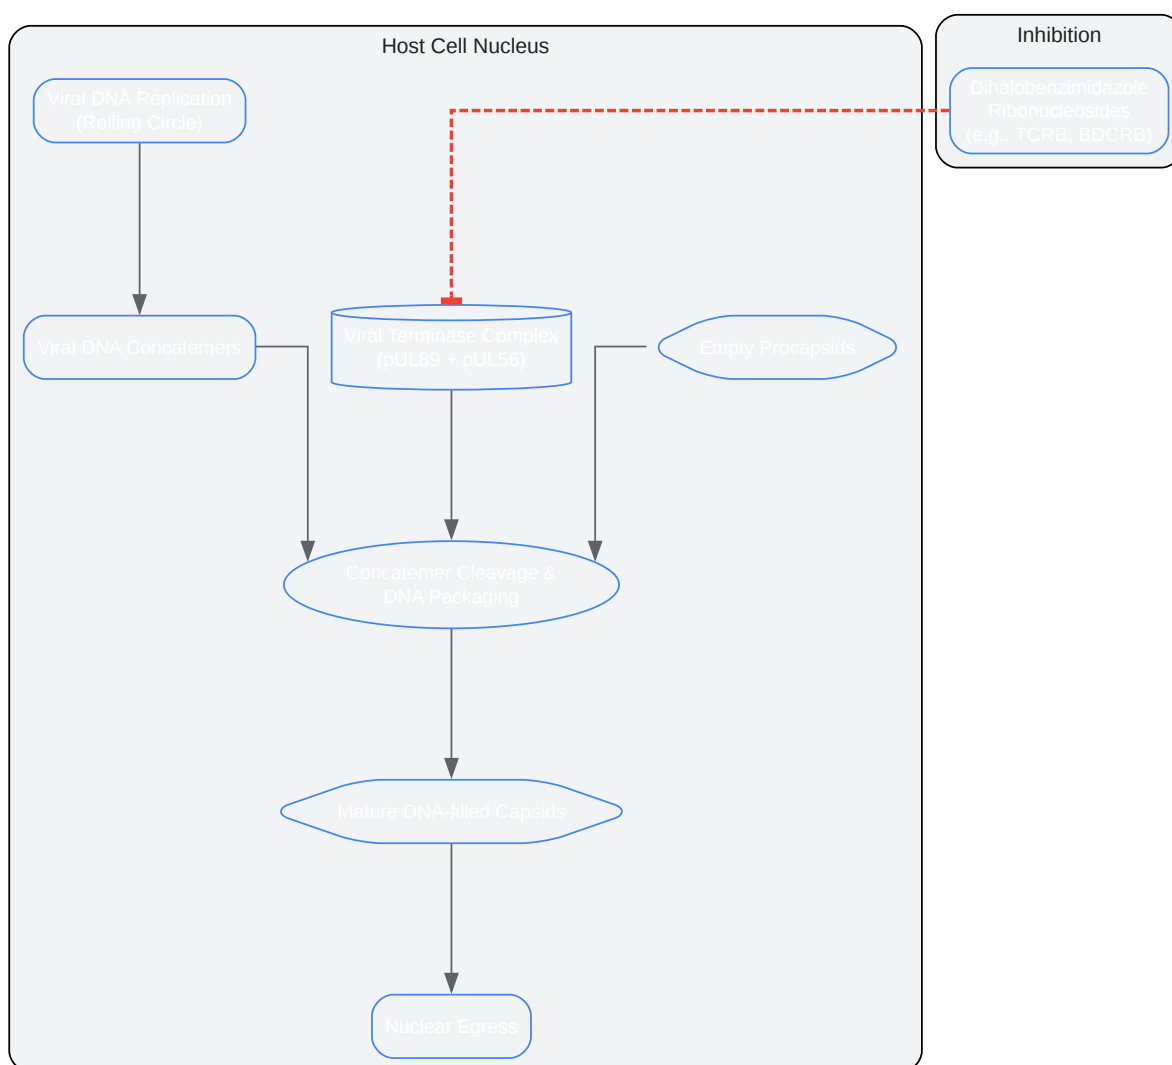 Host Cell Nucleus
Inhibition
Viral DNA Replication
(Rolling Circle)
Dihalobenzimidazole
Ribonucleosides
(e.g., TCRB, BDCRB)
Viral DNA Concatemers
Viral Terminase Complex
(pUL89 + pUL56)
Empty Procapsids
Concatemer Cleavage &
DNA Packaging
Mature DNA-filled Capsids
Nuclear Egress